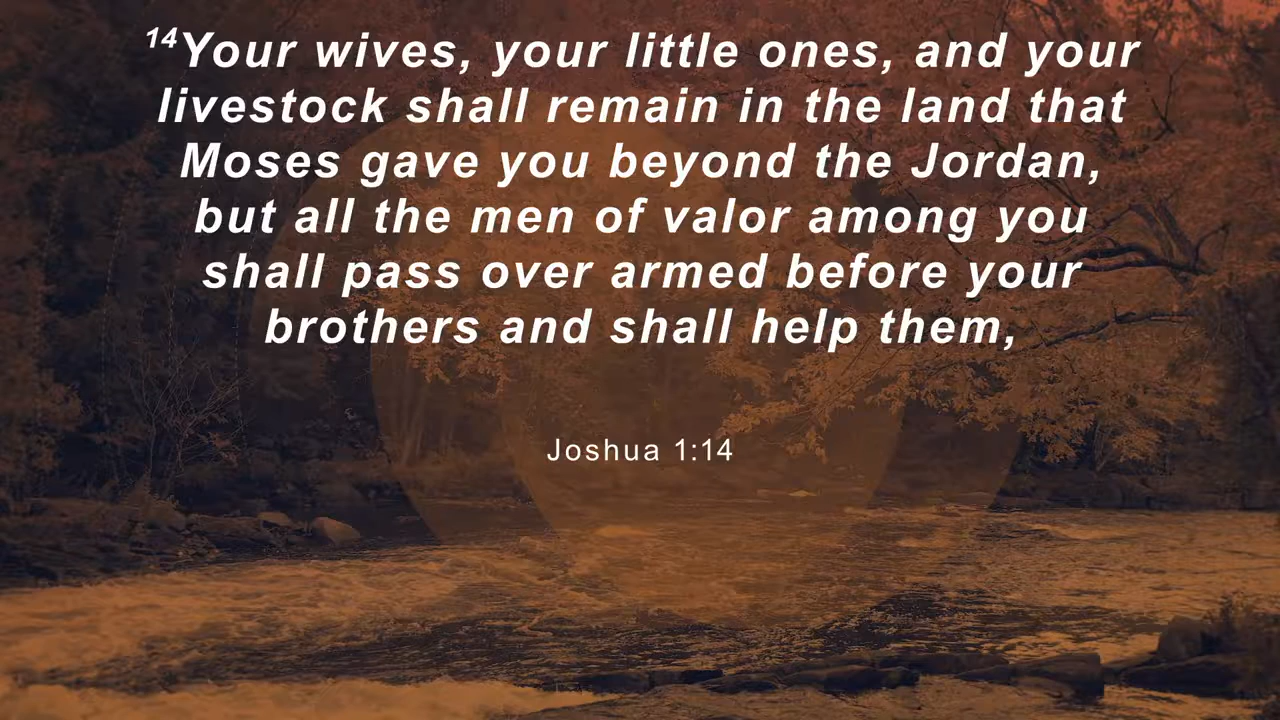 14Your wives, your little ones, and your
livestock shall remain in the land that
Moses gave you beyond the Jordan,
but all the men of valor among you
shall pass over armed before your
brothers and shall help them,
Joshua 1:14